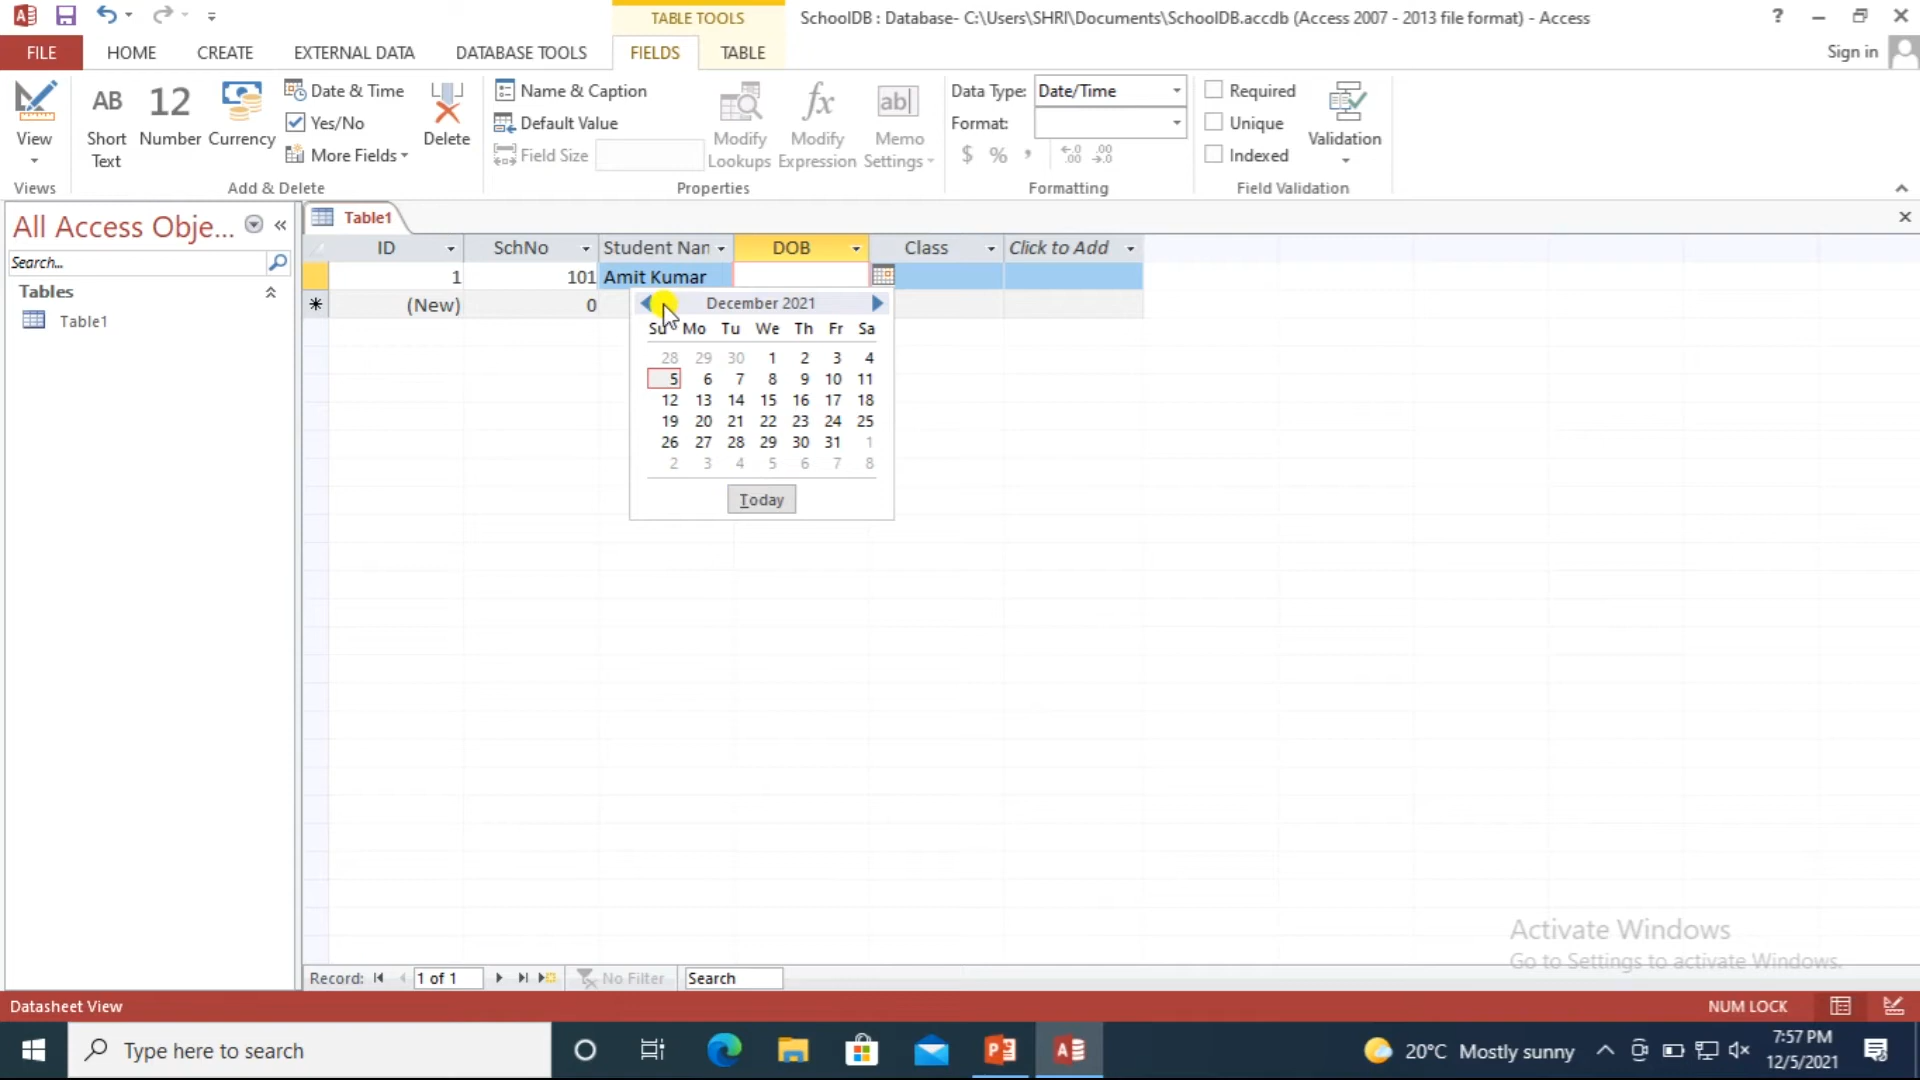 TABLE TOOLS
SchoolDB : Database- C:\Users\SHRI\Documents\SchoolDB.accdb (Access 2007 - 2013 file format) - Access
?
FILE
HOME
CREATE
EXTERNAL DATA
DATABASE TOOLS
FIELDS
TABLE
Sign in
View
AB
Short
Text
12
Number
Currency
Date & Time
Yes/No
More Fields
Delete
Name & Caption
Default Value
Field Size
Modify
Lookups
fx
Modify
Expression
ab|
Memo
Settings
Data Type: Date/Time
Format:
$ % ,
Required
Unique
Indexed
Validation
Views
Add & Delete
Properties
Formatting
Field Validation
All Access Obje...
Search...
Tables
Table1
Table1
ID SchNo Student Nan DOB Class Click to Add
1 101 Amit Kumar
(New) 0
December 2021
Su Mo Tu We Th Fr Sa
28 29 30 1 2 3 4
5 6 7 8 9 10 11
12 13 14 15 16 17 18
19 20 21 22 23 24 25
26 27 28 29 30 31 1
2 3 4 5 6 7 8
Today
Activate Windows
Go to Settings to activate Windows.
Record: 1 of 1 No Filter Search
Datasheet View
NUM LOCK
Type here to search
20°C Mostly sunny
7:57 PM
12/5/2021